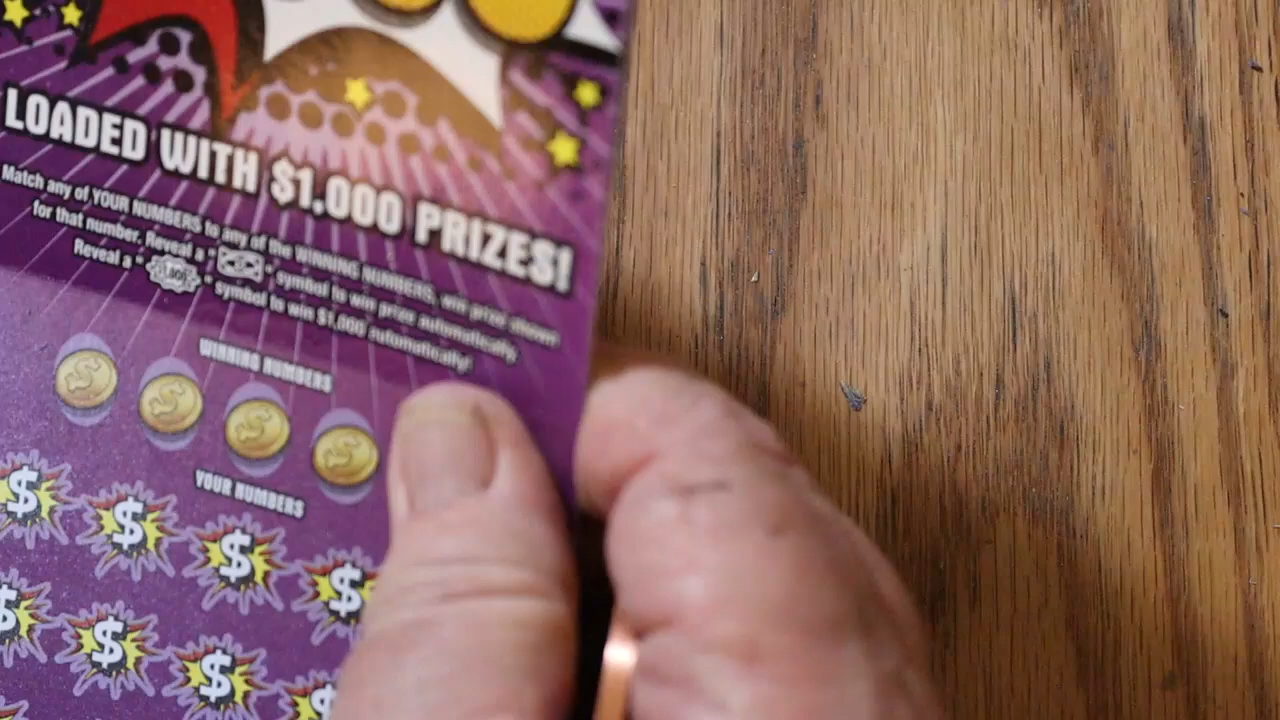 LOADED WITH $1,000 PRIZES!
Match any of YOUR NUMBERS to any of the WINNING NUMBERS, win prize shown
for that number. Reveal a " " symbol to win prize automatically.
Reveal a " " symbol to win $1,000 automatically!
WINNING NUMBERS
$ $ $ $
YOUR NUMBERS
$ $ $ $
$ $ $ $